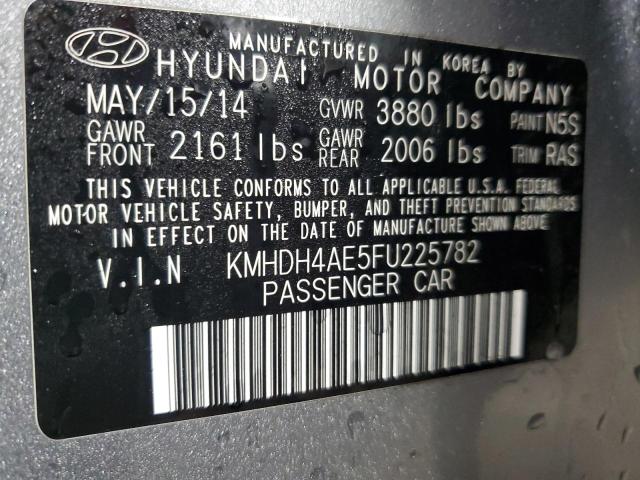 MANUFACTURED IN KOREA BY
HYUNDAI MOTOR COMPANY
MAY/15/14 GVWR 3880 lbs PAINT N5S
GAWR FRONT 2161 lbs GAWR REAR 2006 lbs TRIM RAS
THIS VEHICLE CONFORMS TO ALL APPLICABLE U.S.A. FEDERAL
MOTOR VEHICLE SAFETY, BUMPER, AND THEFT PREVENTION STANDARDS
IN EFFECT ON THE DATE OF MANUFACTURE SHOWN ABOVE.
V.I.N KMHDH4AE5FU225782
PASSENGER CAR